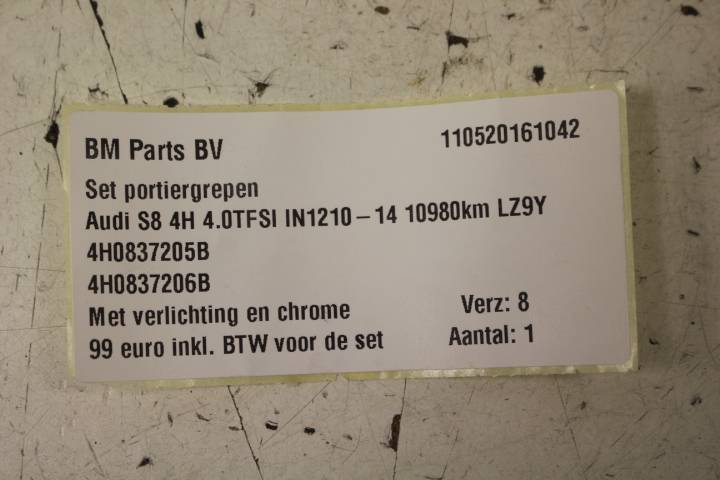 BM Parts BV 110520161042
Set portiergrepen
Audi S8 4H 4.0TFSI IN1210-14 10980km LZ9Y
4H0837205B
4H0837206B
Met verlichting en chrome Verz: 8
99 euro inkl. BTW voor de set Aantal: 1